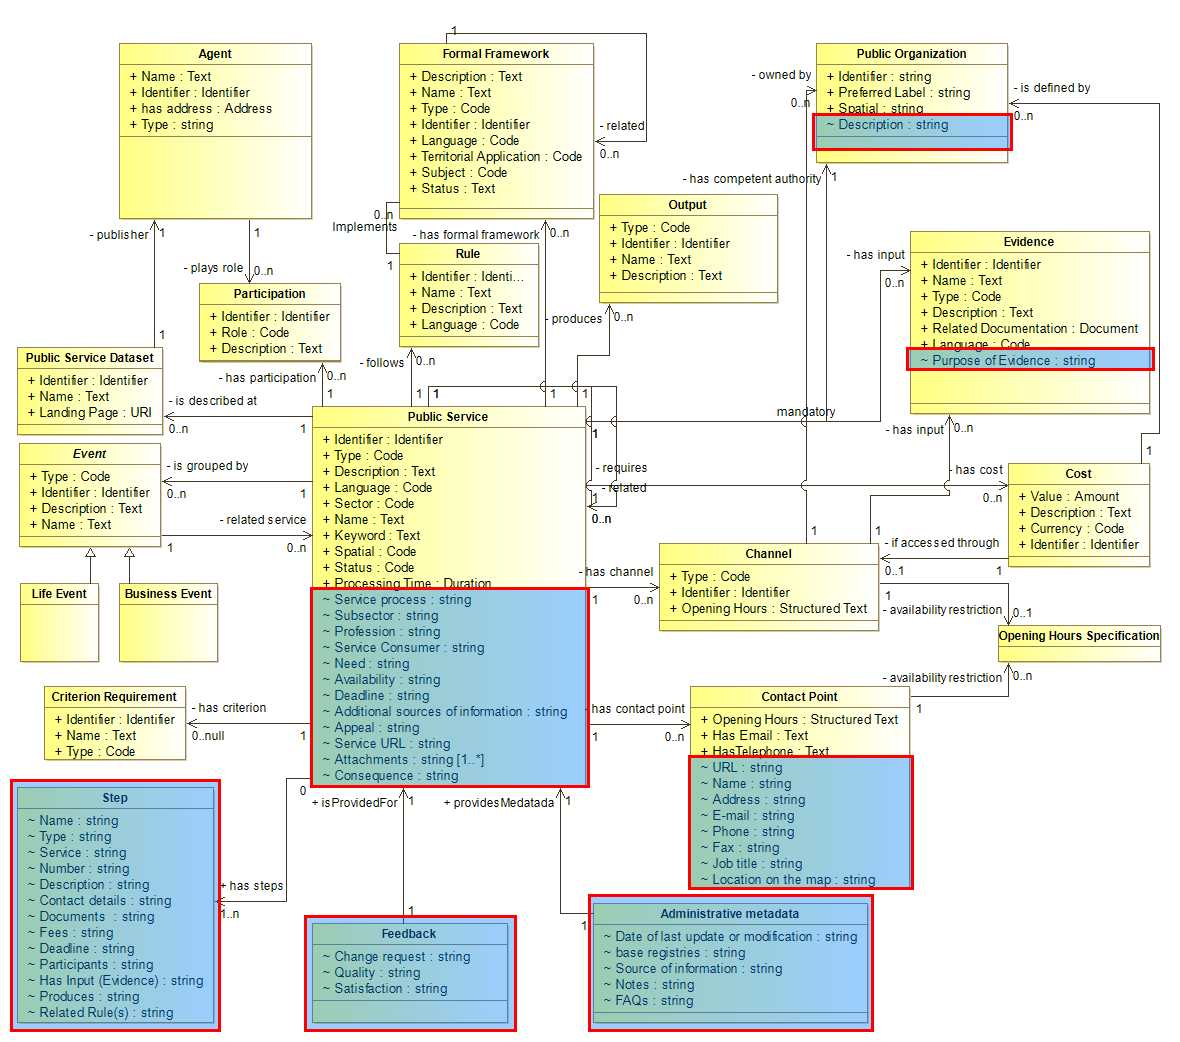 Agent
+ Name : Text
+ Identifier : Identifier
+ has address : Address
+ Type : string
1
Formal Framework
+ Description : Text
+ Name : Text
+ Type : Code
+ Identifier : Identifier
+ Language : Code
+ Territorial Application : Code
+ Subject : Code
+ Status : Text
- related
0..n
Public Organization
+ Identifier : string
+ Preferred Label : string
+ Spatial : string
~ Description : string
- owned by
0..n
- is defined by
0..n
- has competent authority
1
Output
+ Type : Code
+ Identifier : Identifier
+ Name : Text
+ Description : Text
0..n
Implements
1
- has formal framework
0..n
Rule
+ Identifier : Identi...
+ Name : Text
+ Description : Text
+ Language : Code
- publisher
1
1
- plays role
0..n
Participation
+ Identifier : Identifier
+ Role : Code
+ Description : Text
- produces
0..n
- has input
0..n
Evidence
+ Identifier : Identifier
+ Name : Text
+ Type : Code
+ Description : Text
+ Related Documentation : Document
+ Language : Code
~ Purpose of Evidence : string
1
Public Service Dataset
+ Identifier : Identifier
+ Name : Text
+ Landing Page : URI
- has participation
0..n
- follows
0..n
1
1
1
1
- is described at
0..n
1
mandatory
- has input
0..n
1
Event
+ Type : Code
+ Identifier : Identifier
+ Description : Text
+ Name : Text
- is grouped by
0..n
1
- related service
1
0..n
Life Event
Business Event
Public Service
+ Identifier : Identifier
+ Type : Code
+ Description : Text
+ Language : Code
+ Sector : Code
+ Name : Text
+ Keyword : Text
+ Spatial : Code
+ Status : Code
+ Processing Time : Duration
~ Service process : string
~ Subsector : string
~ Profession : string
~ Service Consumer : string
~ Need : string
~ Availability : string
~ Deadline : string
~ Additional sources of information : string
~ Appeal : string
~ Service URL : string
~ Attachments : string [1..*]
~ Consequence : string
1
- requires
- related
1
0..n
- has cost
0..n
1
Cost
+ Value : Amount
+ Description : Text
+ Currency : Code
+ Identifier : Identifier
1
1
Channel
+ Type : Code
+ Identifier : Identifier
+ Opening Hours : Structured Text
- if accessed through
0..1
1
- has channel
1
0..n
1
- availability restriction
0..1
Opening Hours Specification
- availability restriction
0..n
1
Criterion Requirement
+ Identifier : Identifier
+ Name : Text
+ Type : Code
- has criterion
0..null
1
has contact point
1
0..n
Contact Point
+ Opening Hours : Structured Text
+ Has Email : Text
+ HasTelephone : Text
~ URL : string
~ Name : string
~ Address : string
~ E-mail : string
~ Phone : string
~ Fax : string
~ Job title : string
~ Location on the map : string
Step
~ Name : string
~ Type : string
~ Service : string
~ Number : string
~ Description : string
~ Contact details : string
~ Documents : string
~ Fees : string
~ Deadline : string
~ Participants : string
~ Has Input (Evidence) : string
~ Produces : string
~ Related Rule(s) : string
0
+ has steps
1..n
+ isProvidedFor
1
+ providesMedatada
1
1
Feedback
~ Change request : string
~ Quality : string
~ Satisfaction : string
1
Administrative metadata
~ Date of last update or modification : string
~ base registries : string
~ Source of information : string
~ Notes : string
~ FAQs : string